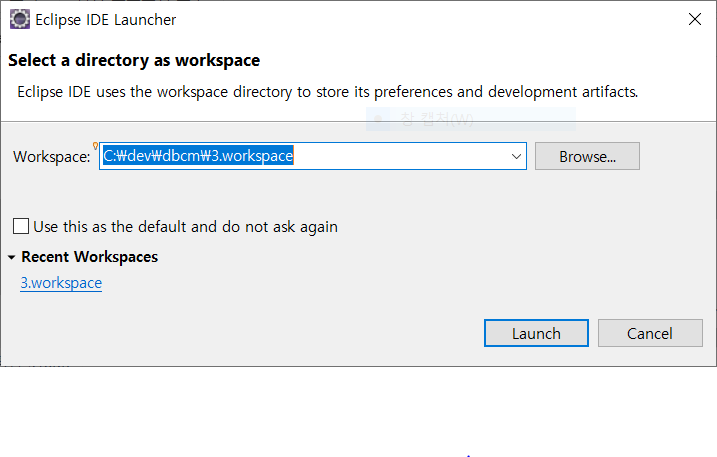 Eclipse IDE Launcher
Select a directory as workspace
Eclipse IDE uses the workspace directory to store its preferences and development artifacts.
창 캡처(W)
Workspace: C:₩dev₩dbcm₩3.workspace Browse...
Use this as the default and do not ask again
Recent Workspaces
3.workspace
Launch Cancel